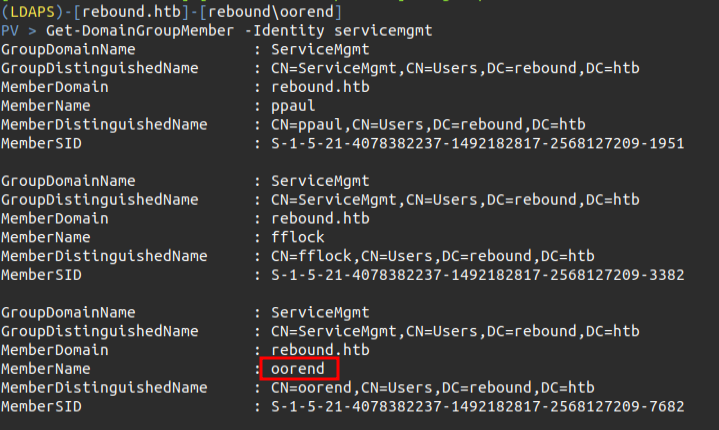 (LDAPS)-[rebound.htb]-[rebound\oorend]
PV > Get-DomainGroupMember -Identity servicemgmt
GroupDomainName : ServiceMgmt
GroupDistinguishedName : CN=ServiceMgmt,CN=Users,DC=rebound,DC=htb
MemberDomain : rebound.htb
MemberName : ppaul
MemberDistinguishedName : CN=ppaul,CN=Users,DC=rebound,DC=htb
MemberSID : S-1-5-21-4078382237-1492182817-2568127209-1951
GroupDomainName : ServiceMgmt
GroupDistinguishedName : CN=ServiceMgmt,CN=Users,DC=rebound,DC=htb
MemberDomain : rebound.htb
MemberName : fflock
MemberDistinguishedName : CN=fflock,CN=Users,DC=rebound,DC=htb
MemberSID : S-1-5-21-4078382237-1492182817-2568127209-3382
GroupDomainName : ServiceMgmt
GroupDistinguishedName : CN=ServiceMgmt,CN=Users,DC=rebound,DC=htb
MemberDomain : rebound.htb
MemberName : oorend
MemberDistinguishedName : CN=oorend,CN=Users,DC=rebound,DC=htb
MemberSID : S-1-5-21-4078382237-1492182817-2568127209-7682